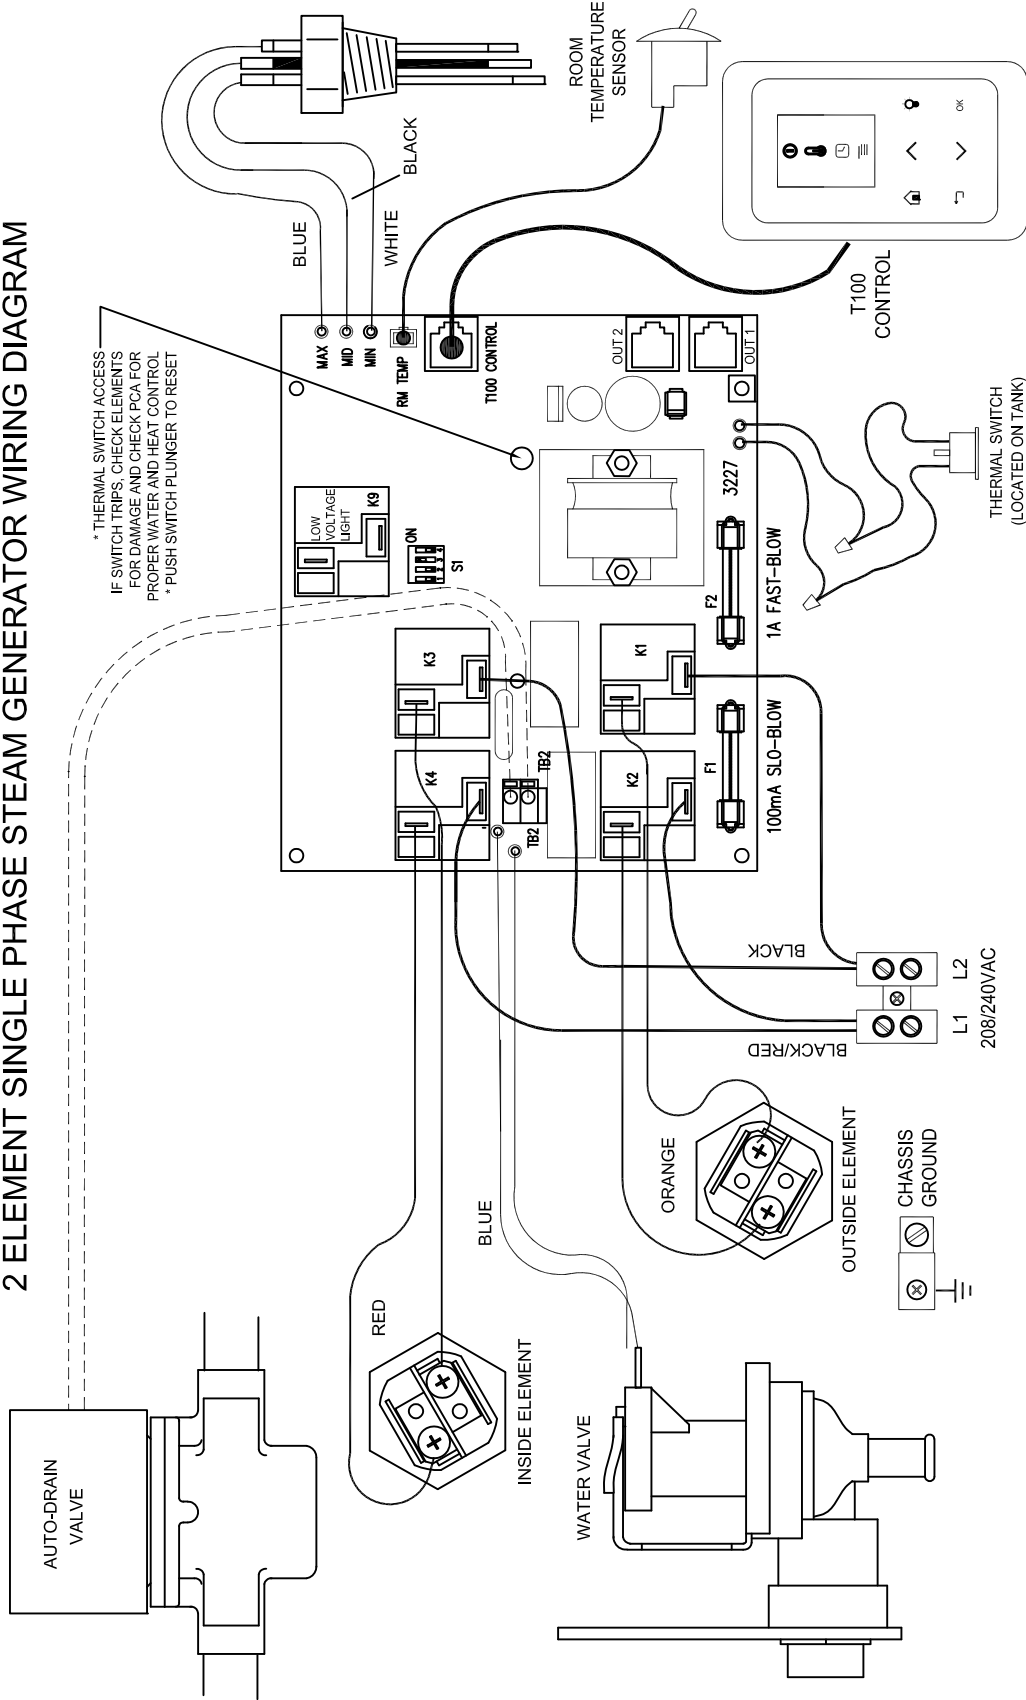 2 ELEMENT SINGLE PHASE STEAM GENERATOR WIRING DIAGRAM
* THERMAL SWITCH ACCESS
IF SWITCH TRIPS, CHECK ELEMENTS
FOR DAMAGE AND CHECK PCA FOR
PROPER WATER AND HEAT CONTROL
* PUSH SWITCH PLUNGER TO RESET
AUTO-DRAIN
VALVE
BLUE
BLACK
WHITE
MAX
MID
MIN
RM TEMP
T100 CONTROL
ROOM
TEMPERATURE
SENSOR
OK
T100
CONTROL
OUT 2
OUT 1
LOW
VOLTAGE
LIGHT
K9
ON
1 2 3 4
S1
K3
K4
TB2
TB2
K1
K2
3227
F2
1A FAST-BLOW
F1
100mA SLO-BLOW
THERMAL SWITCH
(LOCATED ON TANK)
BLACK
BLACK/RED
L1
L2
208/240VAC
RED
INSIDE ELEMENT
BLUE
WATER VALVE
ORANGE
OUTSIDE ELEMENT
CHASSIS
GROUND